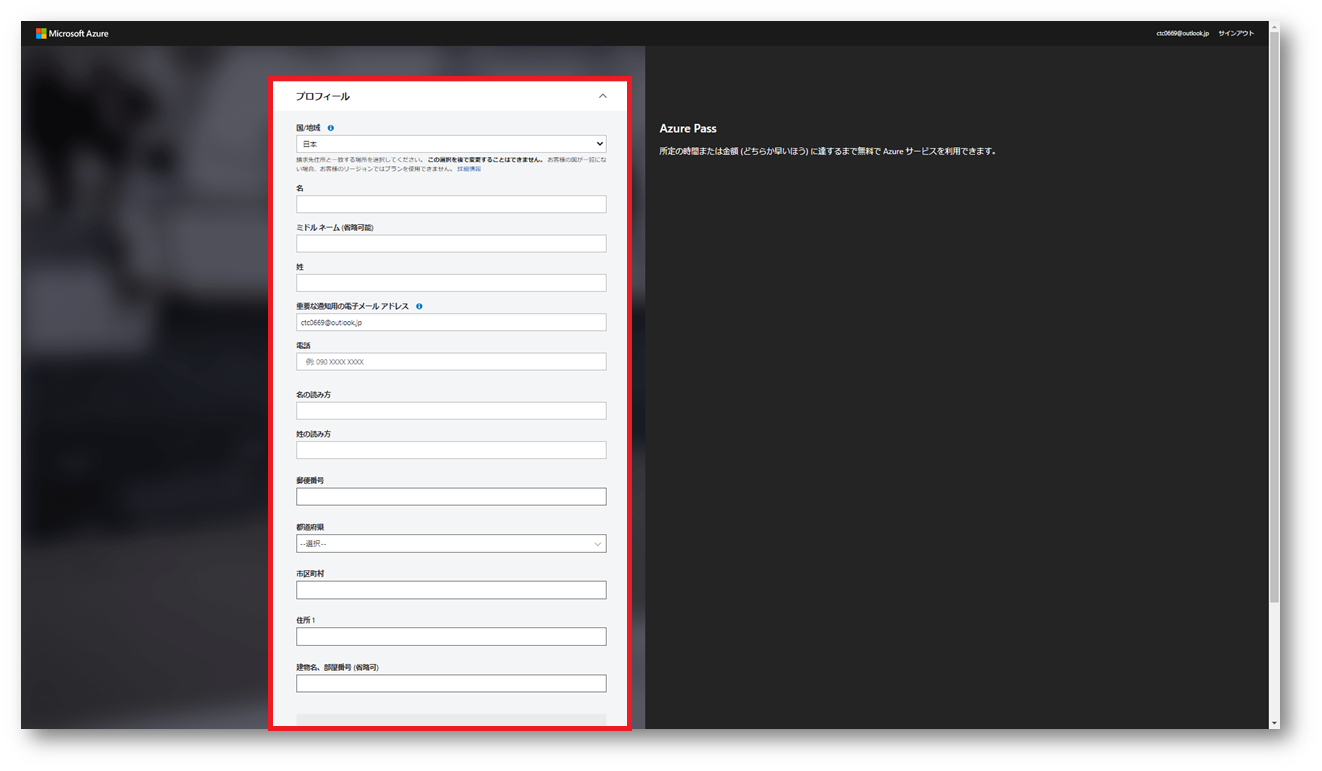 Microsoft Azure
ctc0669@outlook.jp サインアウト
プロフィール
国/地域
日本
請求先住所と一致する場所を選択してください。 この選択を後で変更することはできません。 お客様の国が一覧にな
い場合、お客様のリージョンではプランを使用できません。 詳細情報
名
ミドル ネーム (省略可能)
姓
重要な通知用の電子メール アドレス
ctc0669@outlook.jp
電話
例: 090 XXXX XXXX
名の読み方
姓の読み方
郵便番号
都道府県
--選択--
市区町村
住所 1
建物名、部屋番号 (省略可)
Azure Pass
所定の時間または金額 (どちらか早いほう) に達するまで無料で Azure サービスを利用できます。